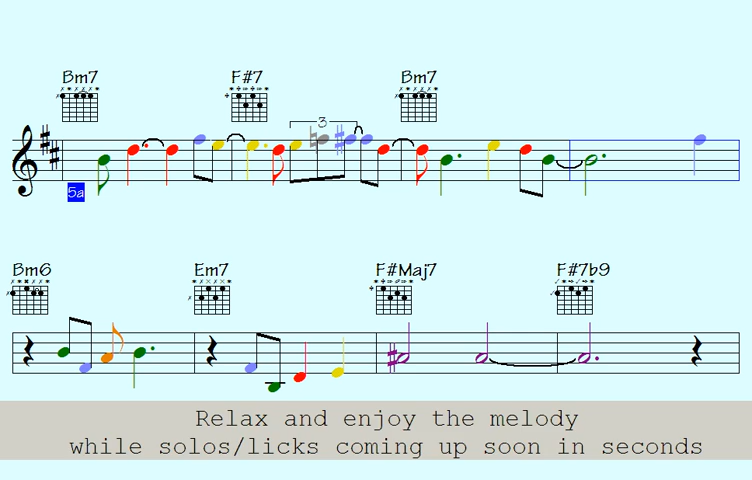 Bm7 F#7 Bm7
3
5a
Bm6 Em7 F#Maj7 F#7b9
Relax and enjoy the melody
while solos/licks coming up soon in seconds